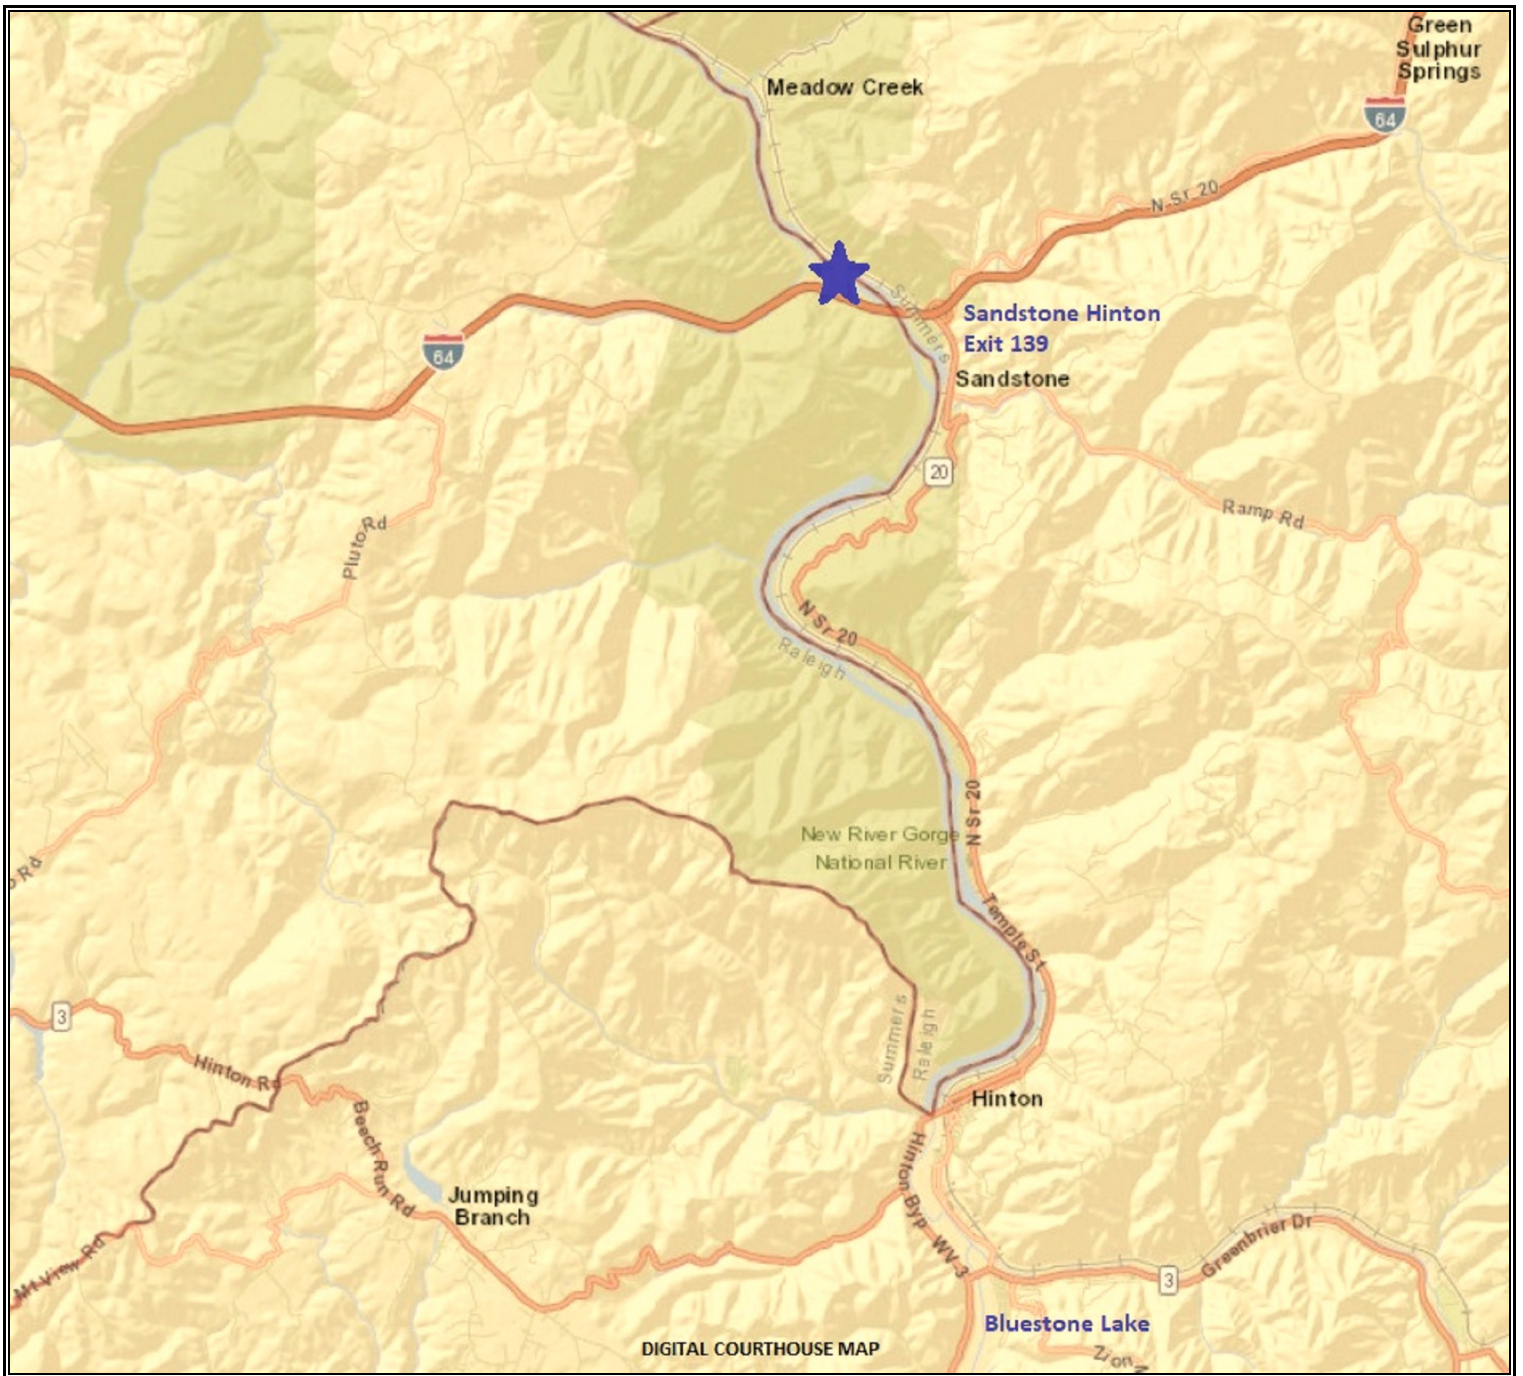 Green
Sulphur
Springs
Meadow Creek
64
N Sr 20
Summers
Sandstone Hinton
Exit 139
64
Sandstone
20
Ramp Rd
Pluto Rd
N Sr 20
Raleigh
N Sr 20
New River Gorge
National River
Rd
Temple St
Summers
Raleigh
3
Hinton Rd
Hinton
Beech Run Rd
Hinton Byp
Jumping
Branch
Greenbrier Dr
Mt View Rd
WV-3
3
Bluestone Lake
DIGITAL COURTHOUSE MAP
Zion